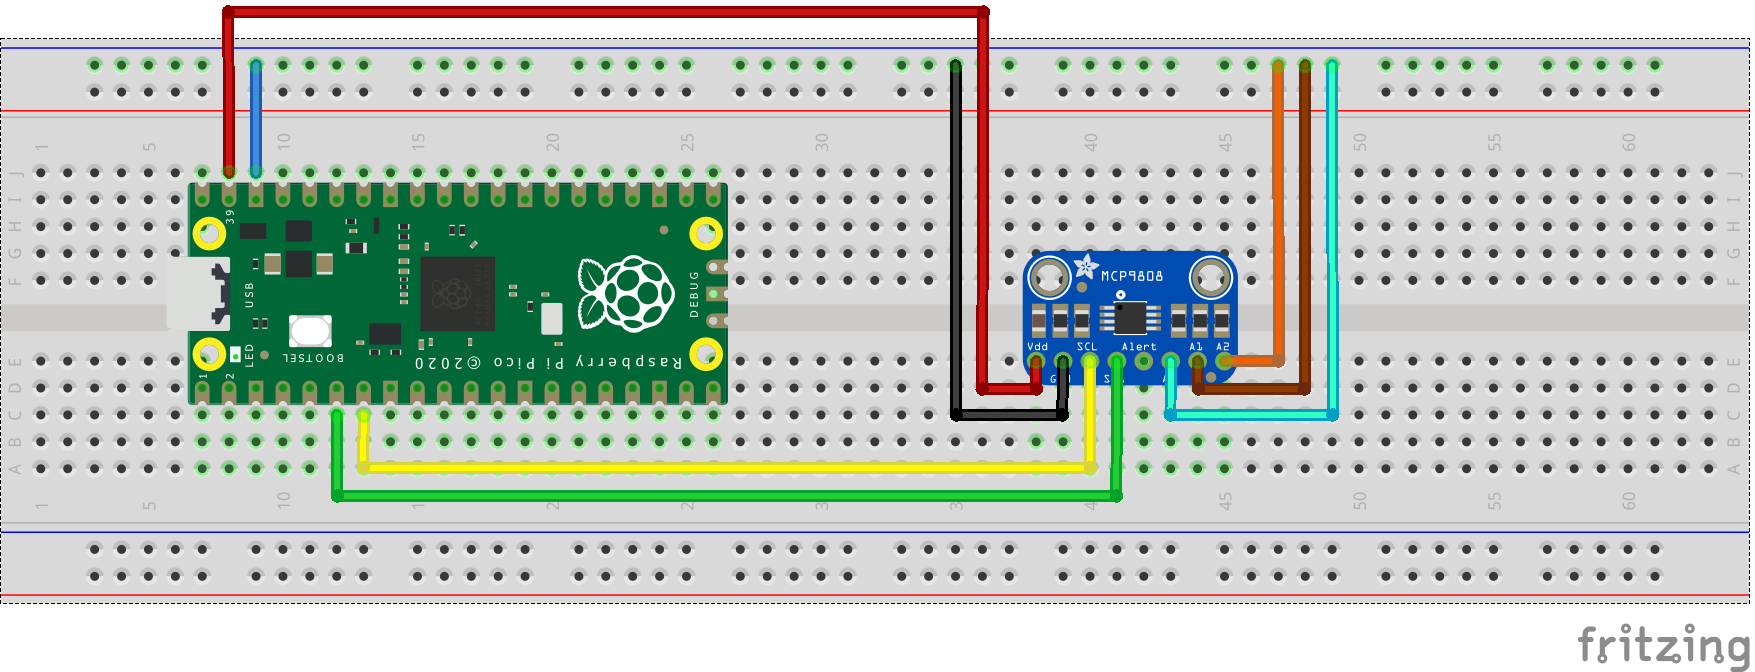 1 5 10 15 20 25 30 40 45 50 55 60
J J
I I
H H
G G
F F
39
USB
DEBUG
MCP9808
LED
BOOTSEL
Raspberry Pi Pico ©2020
1 2
Vdd SCL Alert A1 A2
E E
D D
C C
B B
A A
1 5 10 50 55 60
fritzing